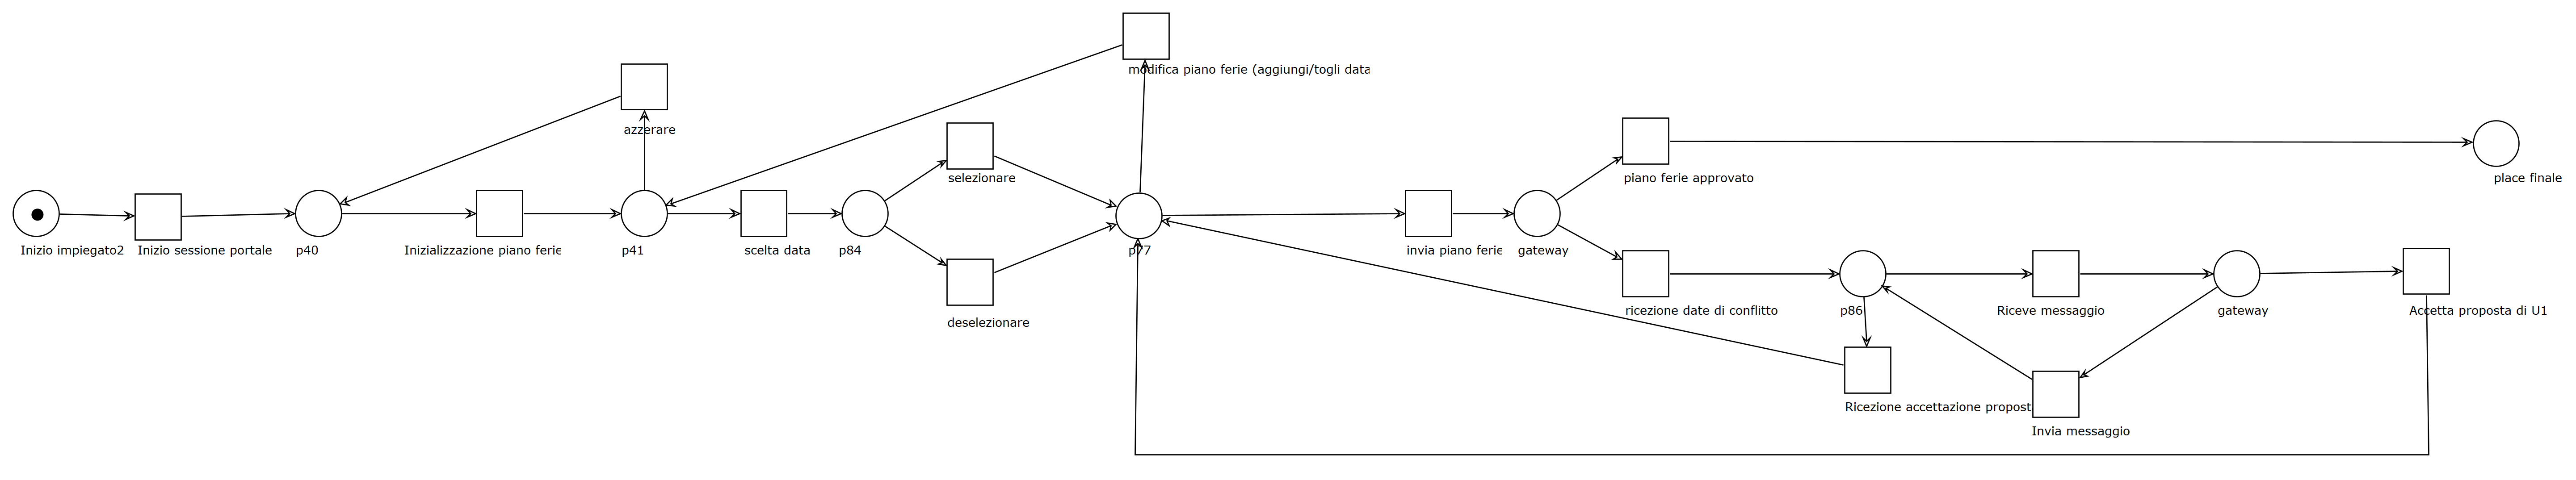 modifica piano ferie (aggiungi/togli data
azzerare
selezionare
piano ferie approvato
place finale
Inizio impiegato2
Inizio sessione portale
p40
Inizializzazione piano ferie
p41
scelta data
p84
p77
invia piano ferie
gateway
deselezionare
ricezione date di conflitto
p86
Riceve messaggio
gateway
Accetta proposta di U1
Ricezione accettazione propost
Invia messaggio